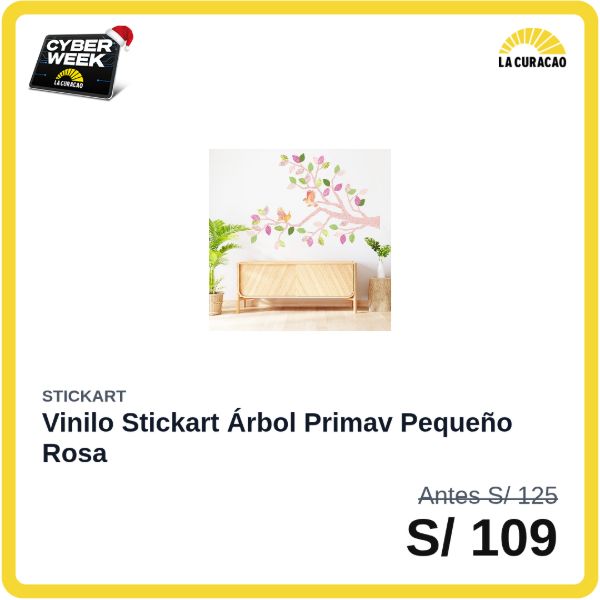 CYBER
WEEK
LA CURACAO
LA CURACAO
STICKART
Vinilo Stickart Árbol Primav Pequeño
Rosa
Antes S/ 125
S/ 109